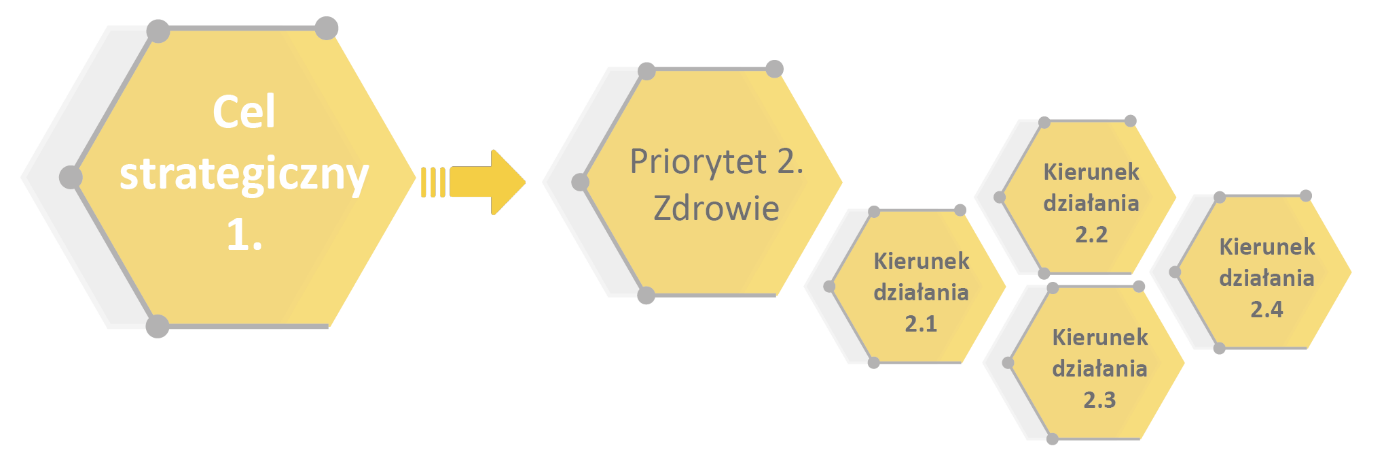 Cel
strategiczny
1.
Priorytet 2.
Zdrowie
Kierunek
działania
2.1
Kierunek
działania
2.2
Kierunek
działania
2.3
Kierunek
działania
2.4